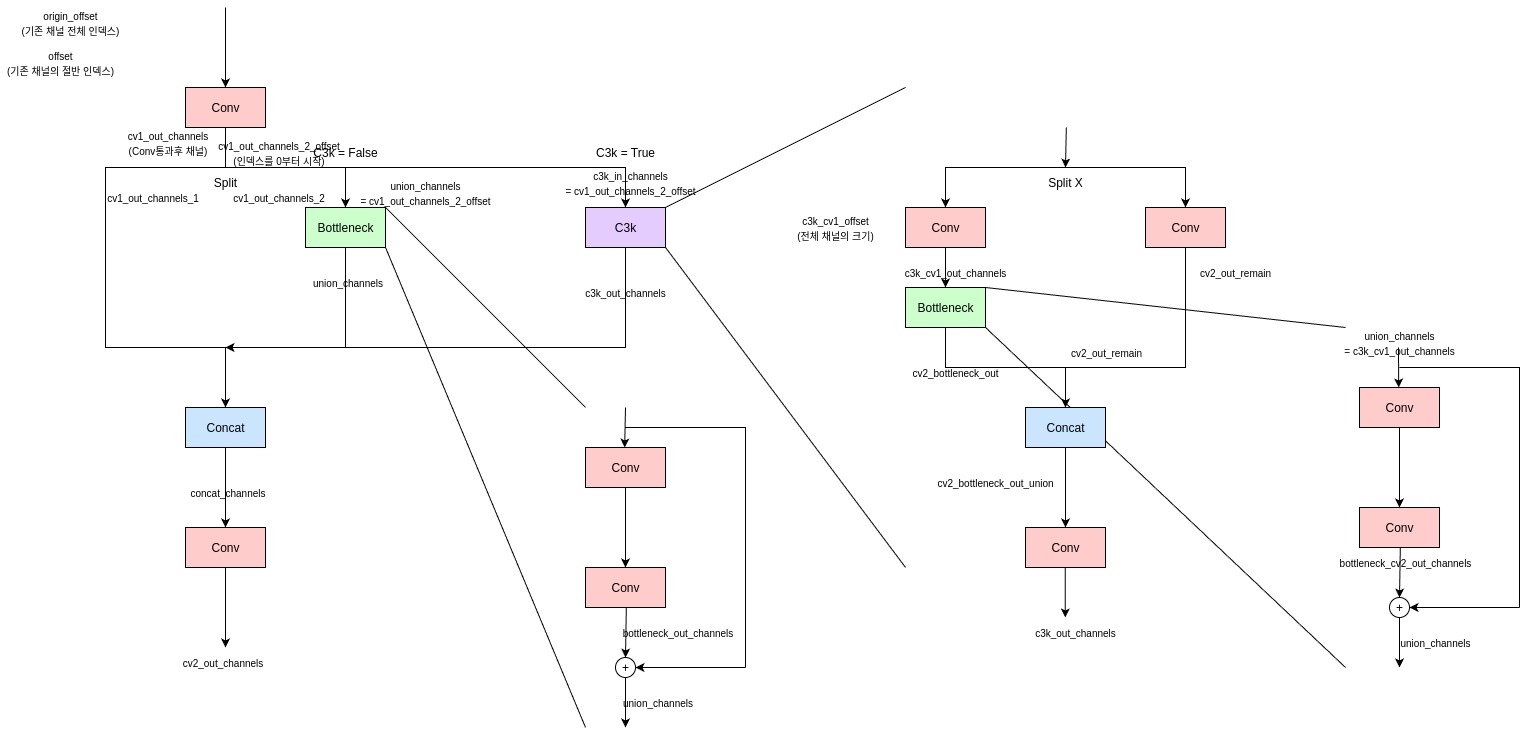 origin_offset
(기존 채널 전체 인덱스)
offset
(기존 채널의 절반 인덱스)
Conv
cv1_out_channels
(Conv통과후 채널)
cv1_out_channels_2_offset
(인덱스를 0부터 시작)
C3k = False
C3k = True
Split
cv1_out_channels_1
cv1_out_channels_2
union_channels
= cv1_out_channels_2_offset
c3k_in_channels
= cv1_out_channels_2_offset
Bottleneck
C3k
union_channels
c3k_out_channels
Concat
concat_channels
Conv
cv2_out_channels
Conv
Conv
bottleneck_out_channels
+
union_channels
Split X
c3k_cv1_offset
(전체 채널의 크기)
Conv
Conv
c3k_cv1_out_channels
cv2_out_remain
Bottleneck
cv2_out_remain
cv2_bottleneck_out
Concat
cv2_bottleneck_out_union
Conv
c3k_out_channels
union_channels
= c3k_cv1_out_channels
Conv
Conv
bottleneck_cv2_out_channels
+
union_channels